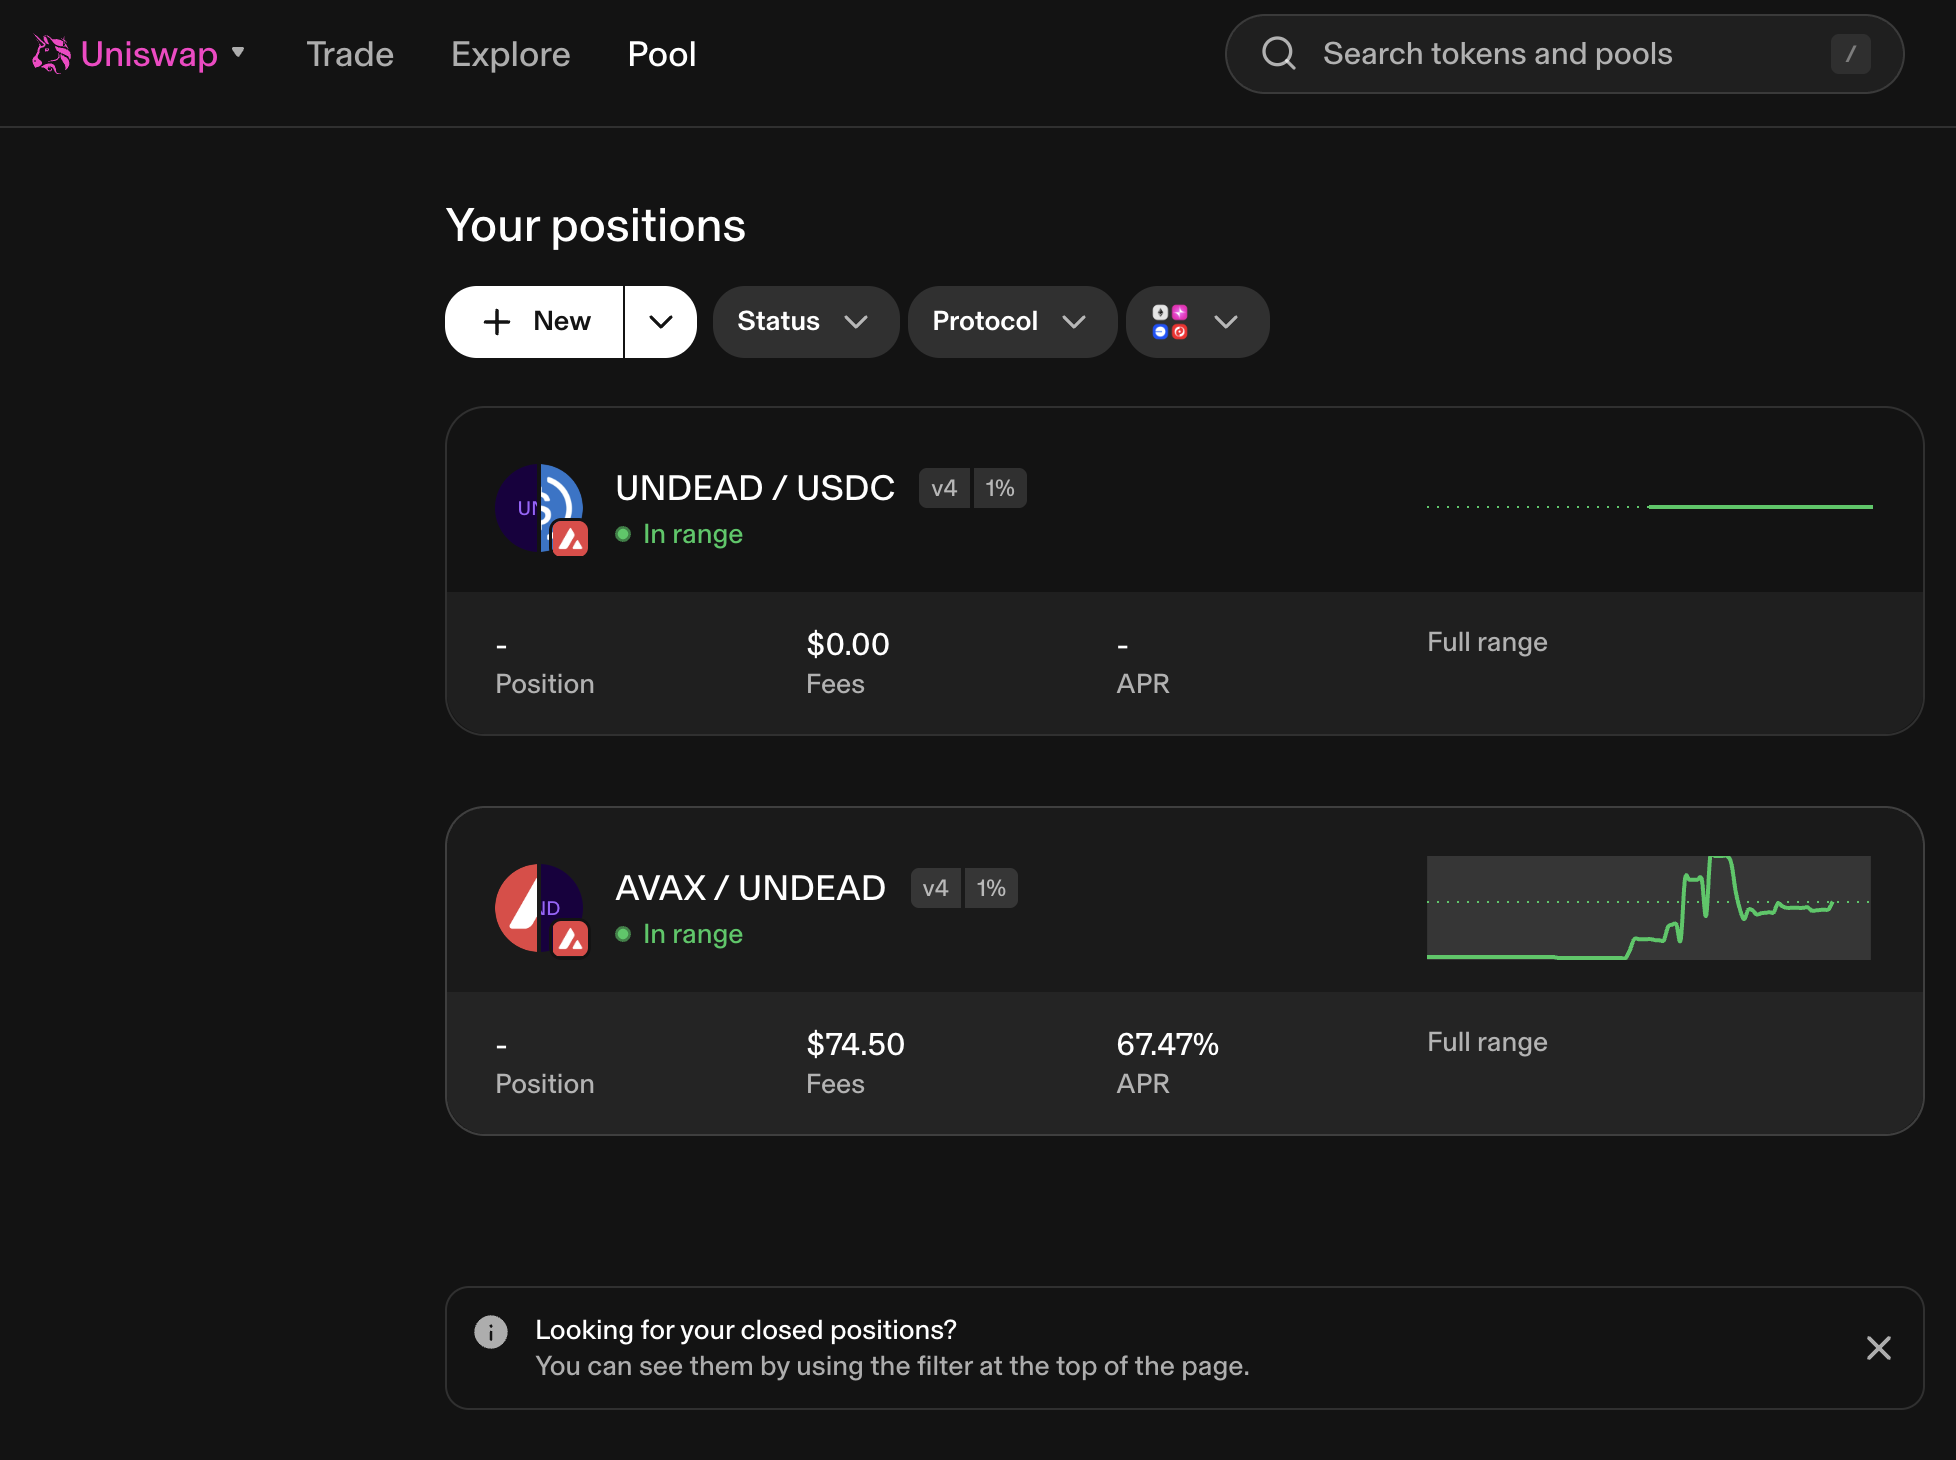 Uniswap Trade Explore Pool Search tokens and pools /
Your positions
New Status Protocol
UNDEAD / USDC v4 1%
UN
In range
- $0.00 - Full range
Position Fees APR
AVAX / UNDEAD v4 1%
ND
In range
- $74.50 67.47% Full range
Position Fees APR
Looking for your closed positions?
You can see them by using the filter at the top of the page.